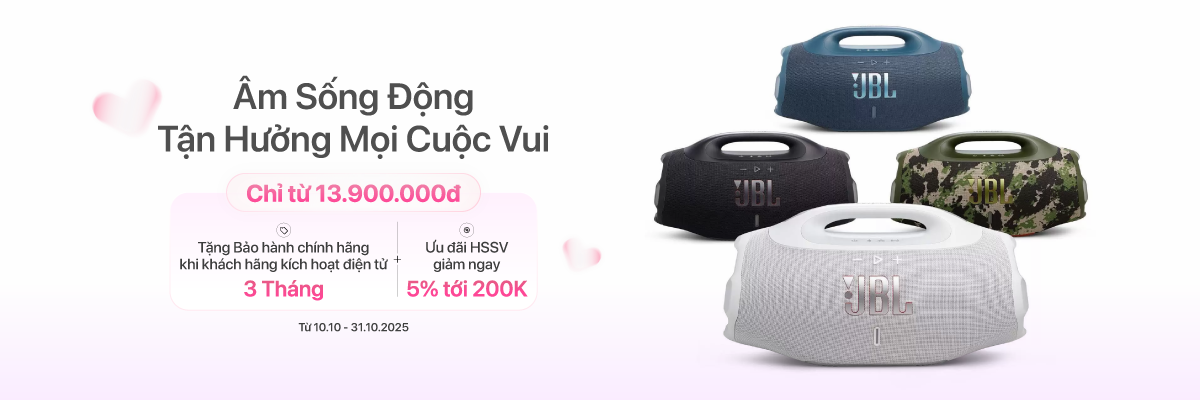 Âm Sống Động
Tận Hưởng Mọi Cuộc Vui
Chỉ từ 13.900.000đ
Tặng Bảo hành chính hãng
khi khách hãng kích hoạt điện tử
3 Tháng
+
Ưu đãi HSSV
giảm ngay
5% tới 200K
Từ 10.10 - 31.10.2025
JBL
JBL
JBL
JBL